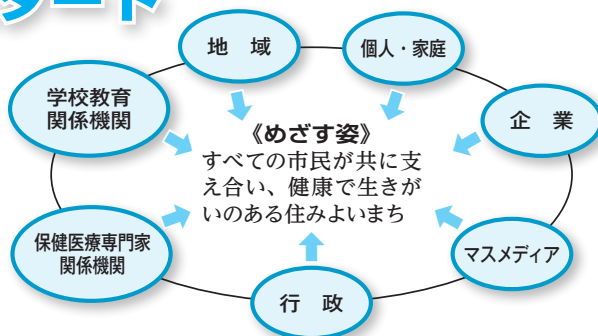 タート
地　域
個人・家庭
学校教育
関係機関
企　業
《めざす姿》
すべての市民が共に支
え合い、健康で生きが
いのある住みよいまち
保健医療専門家
関係機関
マスメディア
行　政